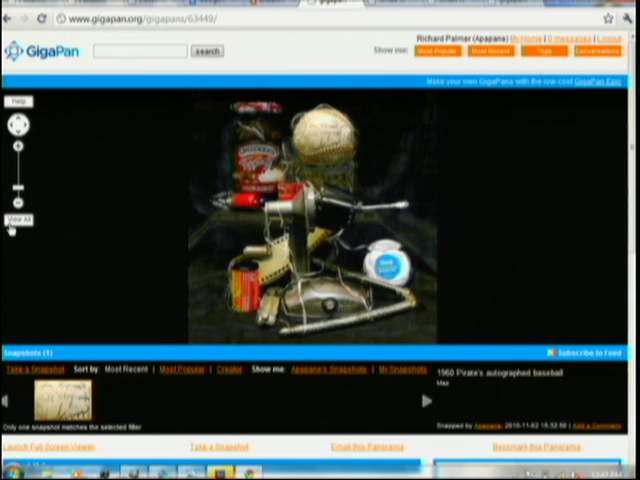 www.gigapan.org/gigapans/63449/
Richard Palmer (Apapane) My Home | 0 messages | Logout
GigaPan
search
Show me: Most Popular Most Recent Tags Conversations
Make your own GigaPans with the low-cost GigaPan Epic
Help
View All
Snapshots (1)
Subscribe to Feed
Take a Snapshot Sort by: Most Recent | Most Popular | Creator Show me: Apapane's Snapshots | My Snapshots
1960 Pirate's autographed baseball
Only one snapshot matches the selected filter
Snapped by Apapane, | Add a Comment
Launch Full Screen Viewer
Take a Snapshot
Email this Panorama
Bookmark this Panorama